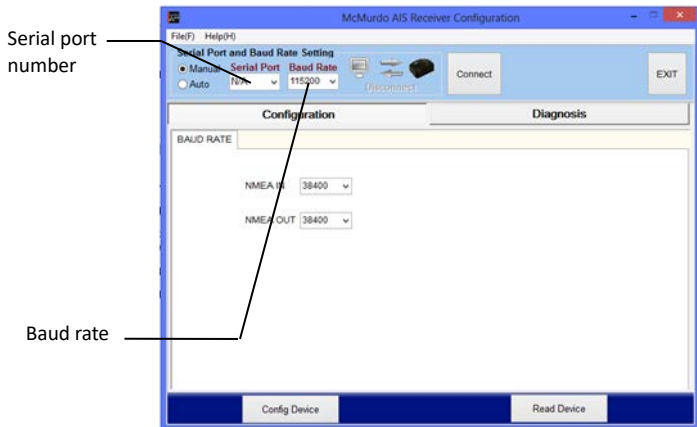 McMurdo AIS Receiver Configuration
File(F) Help(H)
Serial port
number
Serial Port and Baud Rate Setting
Manual Serial Port Baud Rate
N/A 115200
Auto
Disconnect
Connect
EXIT
Configuration Diagnosis
BAUD RATE
NMEA IN 38400
NMEA OUT 38400
Baud rate
Config Device Read Device